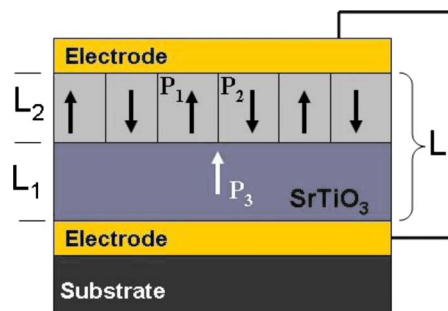 Electrode
L₂
P₁
P₂
L
L₁
P₃
SrTiO₃
Electrode
Substrate